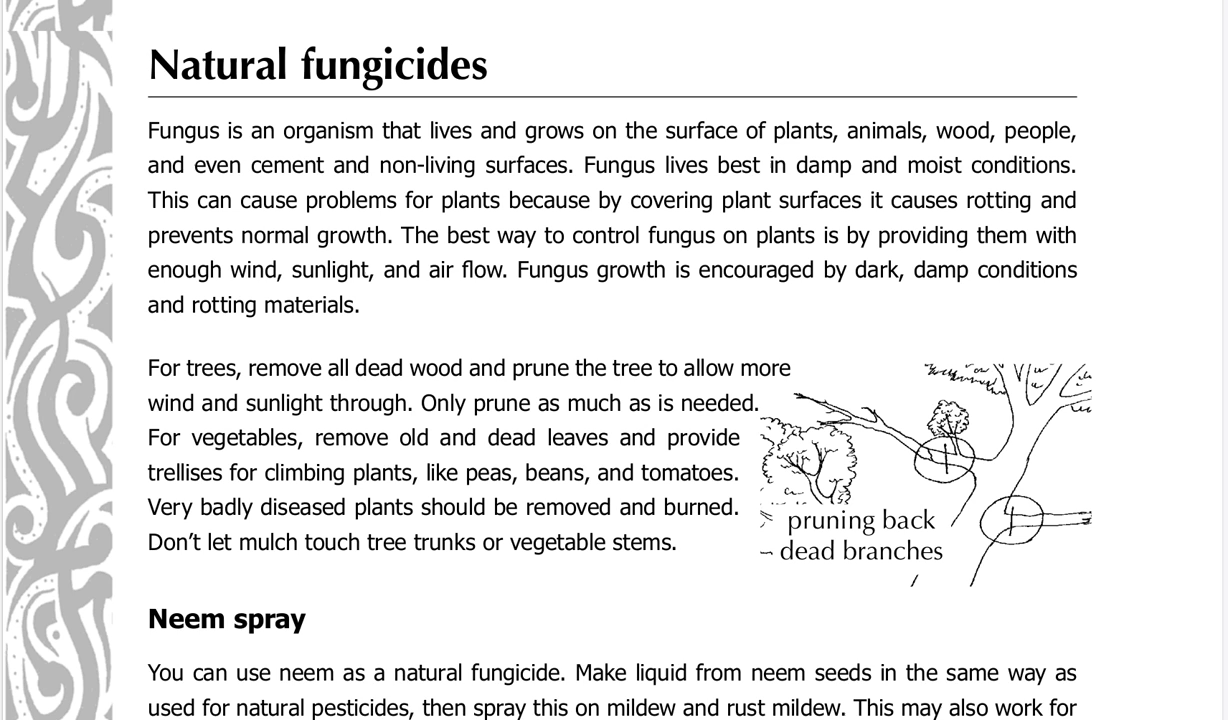 Natural fungicides
Fungus is an organism that lives and grows on the surface of plants, animals, wood, people,
and even cement and non-living surfaces. Fungus lives best in damp and moist conditions.
This can cause problems for plants because by covering plant surfaces it causes rotting and
prevents normal growth. The best way to control fungus on plants is by providing them with
enough wind, sunlight, and air flow. Fungus growth is encouraged by dark, damp conditions
and rotting materials.
For trees, remove all dead wood and prune the tree to allow more
wind and sunlight through. Only prune as much as is needed.
For vegetables, remove old and dead leaves and provide
trellises for climbing plants, like peas, beans, and tomatoes.
Very badly diseased plants should be removed and burned.
Don’t let mulch touch tree trunks or vegetable stems.
pruning back
dead branches
Neem spray
You can use neem as a natural fungicide. Make liquid from neem seeds in the same way as
used for natural pesticides, then spray this on mildew and rust mildew. This may also work for